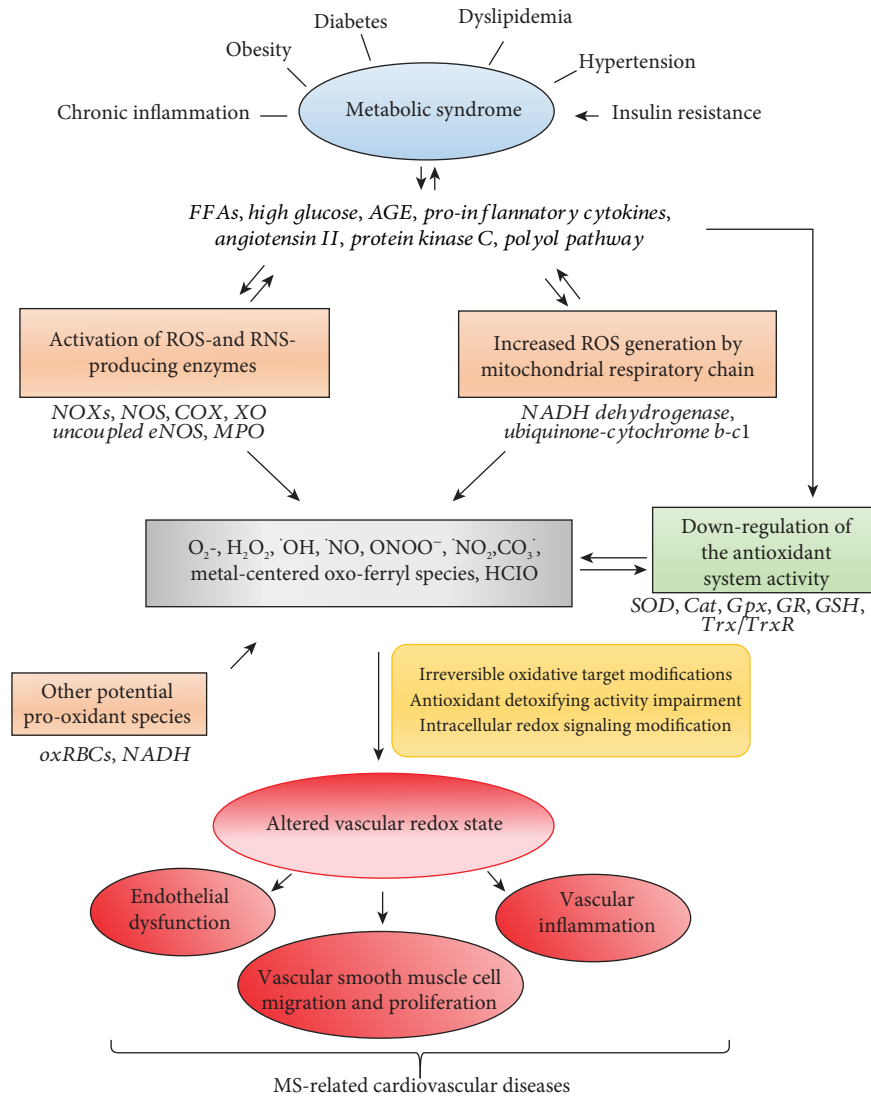 Diabetes
Dyslipidemia
Obesity
Hypertension
Chronic inflammation
Metabolic syndrome
Insulin resistance
FFAs, high glucose, AGE, pro-inflannatory cytokines,
angiotensin II, protein kinase C, polyol pathway
Activation of ROS-and RNS-
producing enzymes
NOXs, NOS, COX, XO
uncoupled eNOS, MPO
Increased ROS generation by
mitochondrial respiratory chain
NADH dehydrogenase,
ubiquinone-cytochrome b-c1
O₂-, H₂O₂, ˙OH, ˙NO, ONOO⁻, ˙NO₂,CO₃˙,
metal-centered oxo-ferryl species, HCIO
Down-regulation of
the antioxidant
system activity
SOD, Cat, Gpx, GR, GSH,
Trx/TrxR
Other potential
pro-oxidant species
oxRBCs, NADH
Irreversible oxidative target modifications
Antioxidant detoxifying activity impairment
Intracellular redox signaling modification
Altered vascular redox state
Endothelial
dysfunction
Vascular
inflammation
Vascular smooth muscle cell
migration and proliferation
MS-related cardiovascular diseases